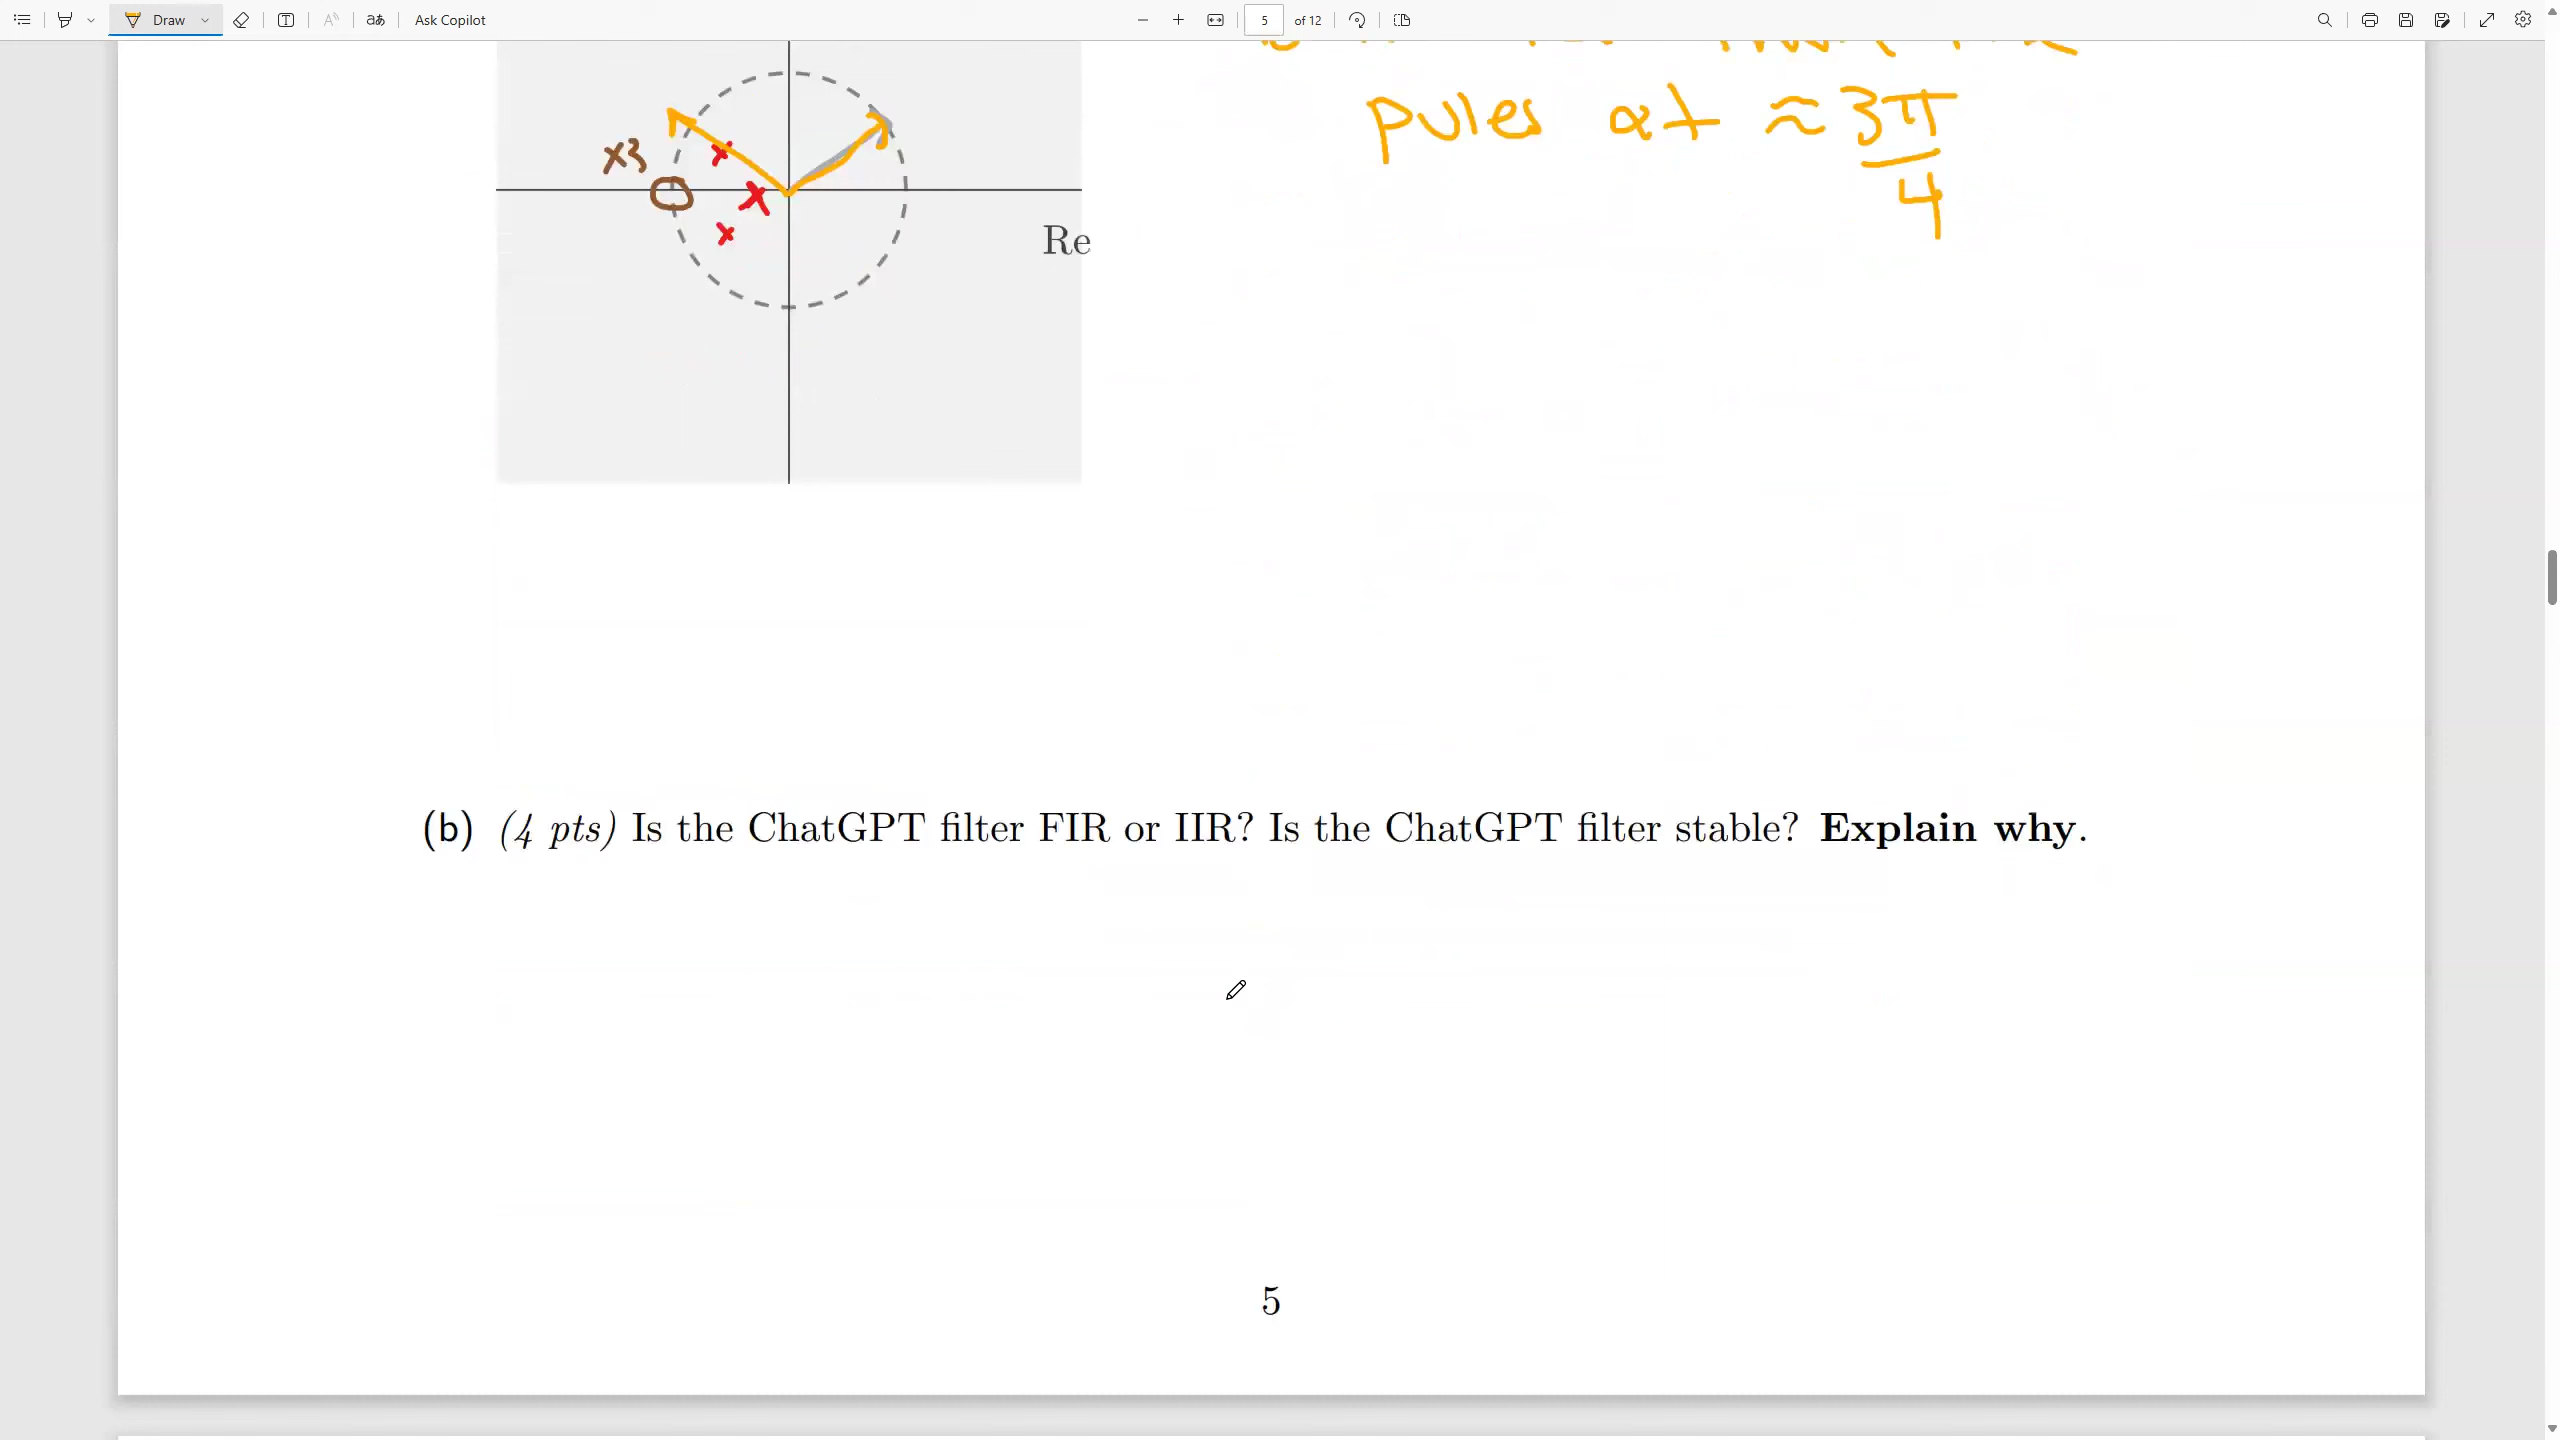 Draw
Ask Copilot
5 of 12
pules at ≈ 3π
4
x3
Re
(b) (4 pts) Is the ChatGPT filter FIR or IIR? Is the ChatGPT filter stable? Explain why.
5